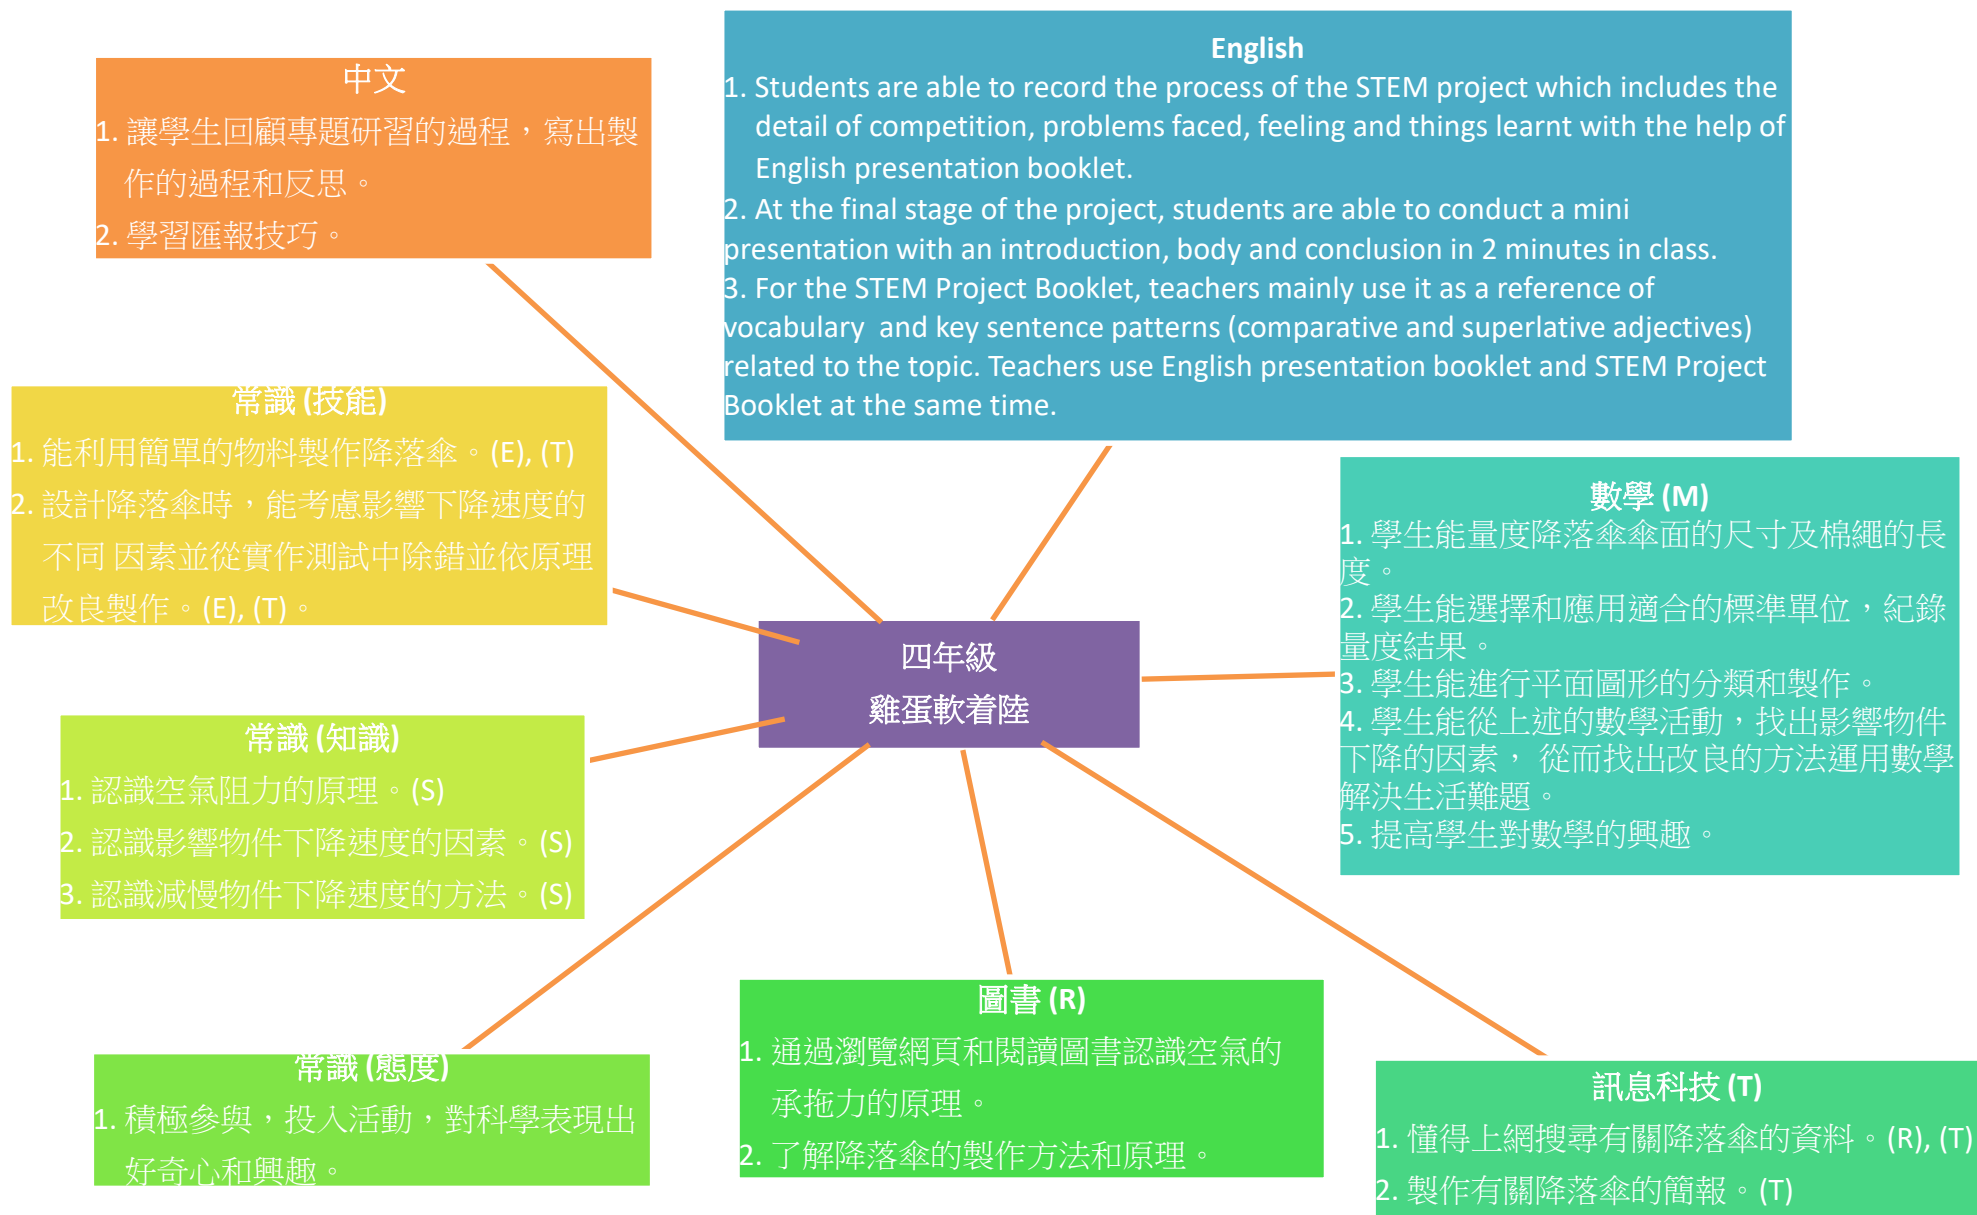 中文
1. 讓學生回顧專題研習的過程，寫出製
作的過程和反思。
2. 學習匯報技巧。
English
1. Students are able to record the process of the STEM project which includes the
detail of competition, problems faced, feeling and things learnt with the help of
English presentation booklet.
2. At the final stage of the project, students are able to conduct a mini
presentation with an introduction, body and conclusion in 2 minutes in class.
3. For the STEM Project Booklet, teachers mainly use it as a reference of
vocabulary  and key sentence patterns (comparative and superlative adjectives)
related to the topic. Teachers use English presentation booklet and STEM Project
Booklet at the same time.
常識 (技能)
1. 能利用簡單的物料製作降落傘。(E), (T)
2. 設計降落傘時，能考慮影響下降速度的
不同 因素並從實作測試中除錯並依原理
改良製作。(E), (T)。
數學 (M)
1. 學生能量度降落傘傘面的尺寸及棉繩的長
度。
2. 學生能選擇和應用適合的標準單位，紀錄
量度結果。
3. 學生能進行平面圖形的分類和製作。
4. 學生能從上述的數學活動，找出影響物件
下降的因素， 從而找出改良的方法運用數學
解決生活難題。
5. 提高學生對數學的興趣。
四年級
雞蛋軟着陸
常識 (知識)
1. 認識空氣阻力的原理。(S)
2. 認識影響物件下降速度的因素。(S)
3. 認識減慢物件下降速度的方法。(S)
常識 (態度)
1. 積極參與，投入活動，對科學表現出
好奇心和興趣。
圖書 (R)
1. 通過瀏覽網頁和閱讀圖書認識空氣的
承拖力的原理。
2. 了解降落傘的製作方法和原理。
訊息科技 (T)
1. 懂得上網搜尋有關降落傘的資料。(R), (T)
2. 製作有關降落傘的簡報。(T)